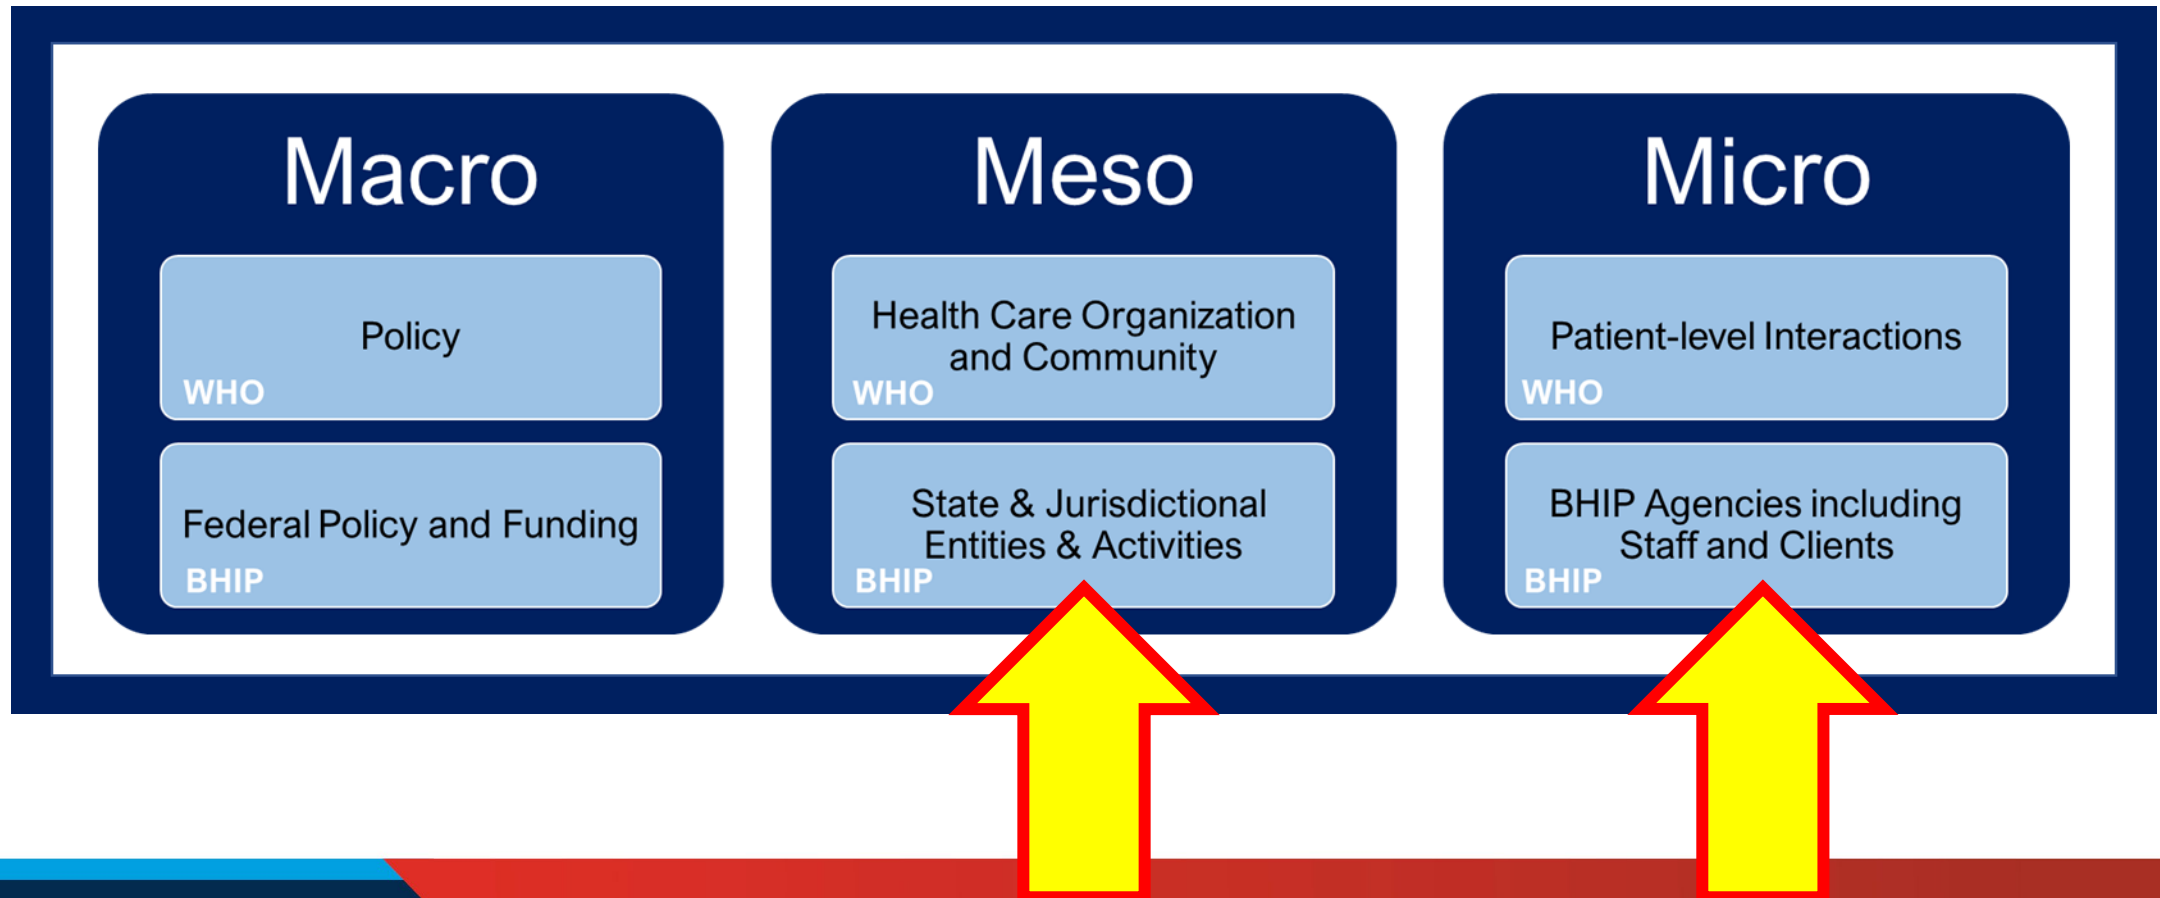 Macro
Policy
WHO
Federal Policy and Funding
BHIP
Meso
Health Care Organization
and Community
WHO
State & Jurisdictional
Entities & Activities
BHIP
Micro
Patient-level Interactions
WHO
BHIP Agencies including
Staff and Clients
BHIP